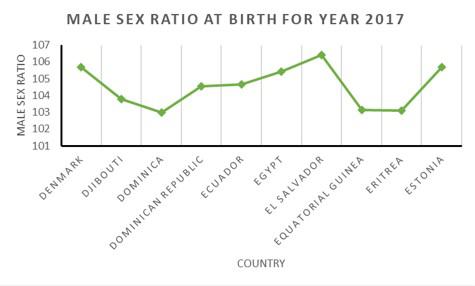 MALE SEX RATIO AT BIRTH FOR YEAR 2017
MALE SEX RATIO
107
106
105
104
103
102
101
DENMARK
DJIBOUTI
DOMINICA
DOMINICAN REPUBLIC
ECUADOR
EGYPT
EL SALVADOR
EQUATORIAL GUINEA
ERITREA
ESTONIA
COUNTRY